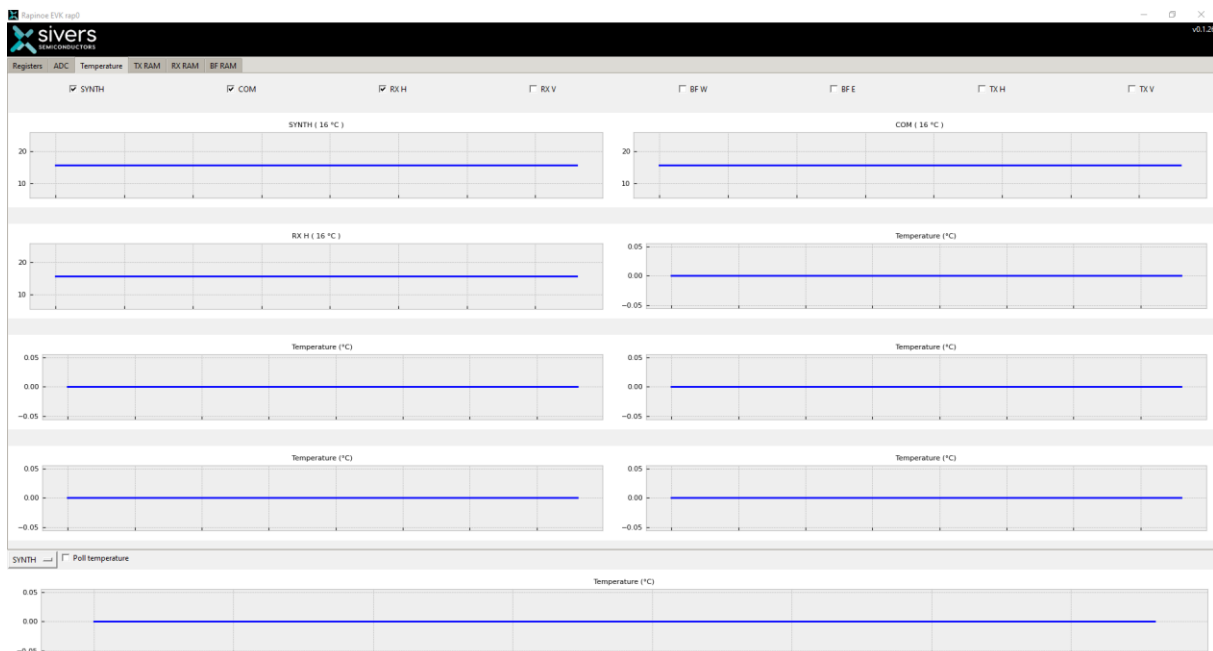 Rapinoe EVK rap0
sivers
SEMICONDUCTORS
v0.1.26
Registers ADC Temperature TX RAM RX RAM BF RAM
SYNTH COM RX H RX V BF W BF E TX H TX V
SYNTH ( 16 °C ) COM ( 16 °C )
20 20
10 10
RX H ( 16 °C ) Temperature (°C)
20 0.05
10 0.00
−0.05
Temperature (°C) Temperature (°C)
0.05 0.05
0.00 0.00
−0.05 −0.05
Temperature (°C) Temperature (°C)
0.05 0.05
0.00 0.00
−0.05 −0.05
SYNTH Poll temperature
Temperature (°C)
0.05
0.00
−0.05